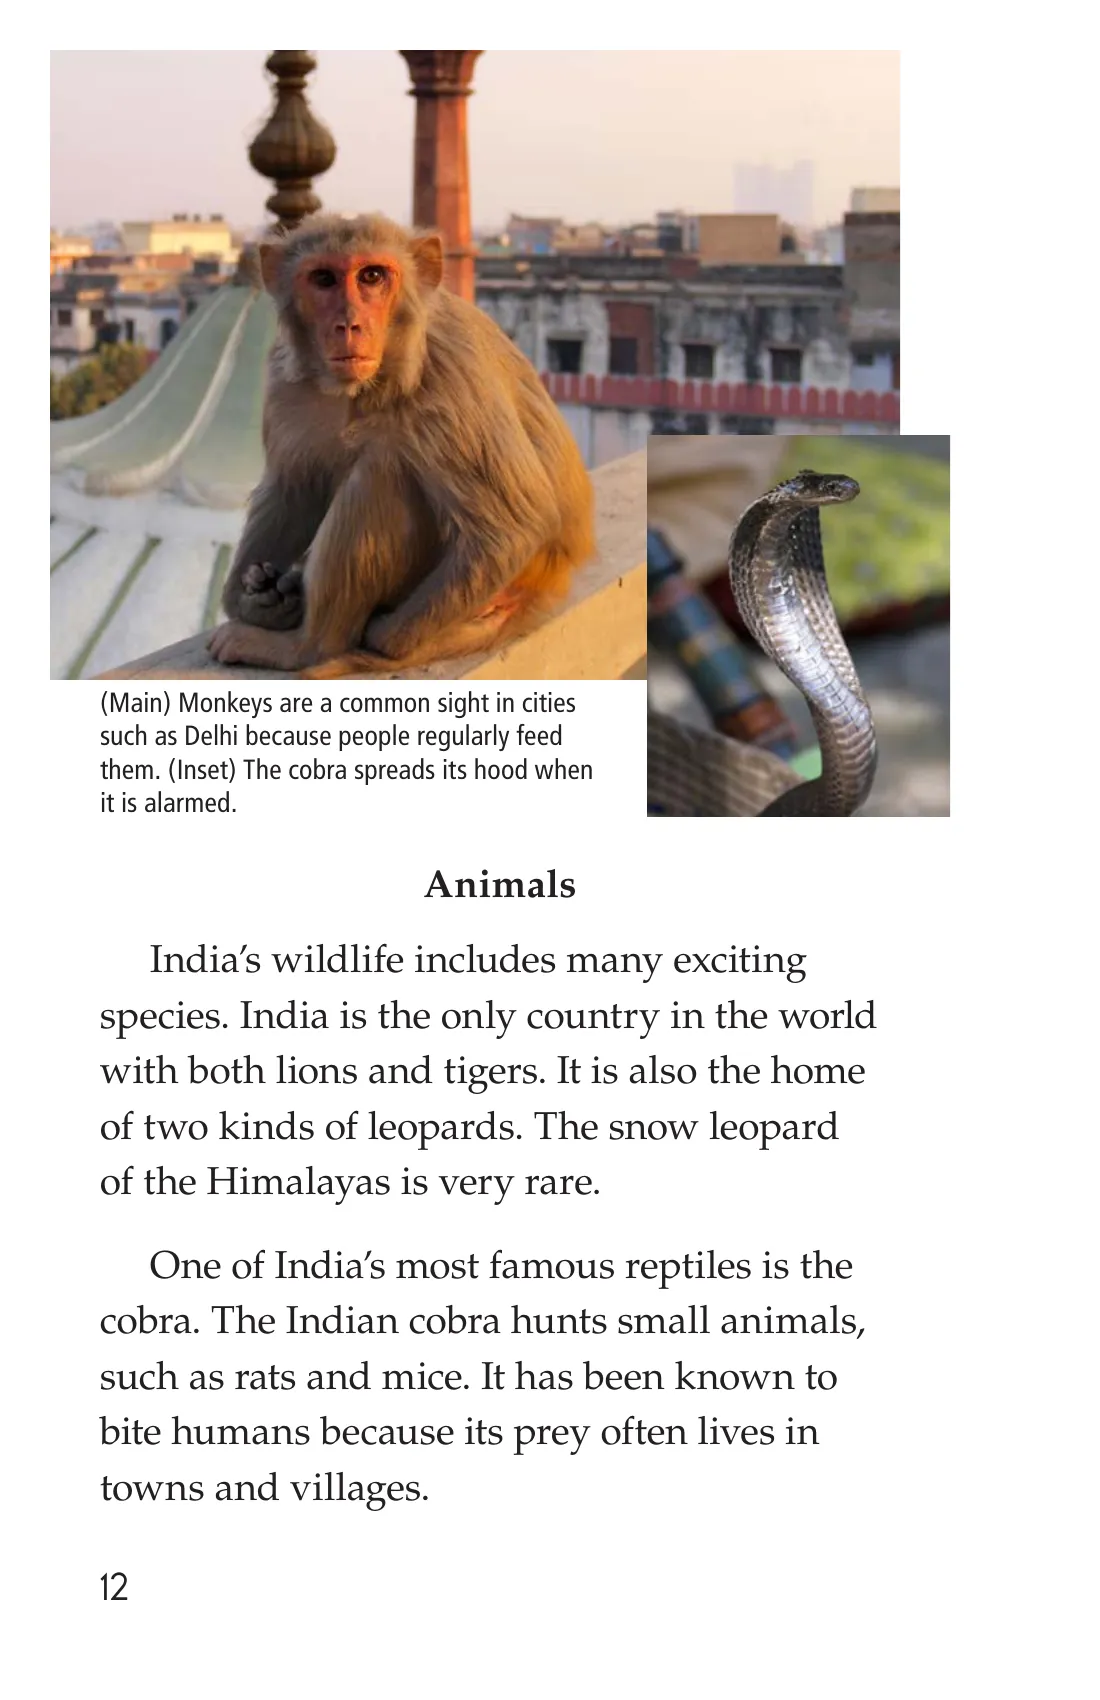 (Main) Monkeys are a common sight in cities
such as Delhi because people regularly feed
them. (Inset) The cobra spreads its hood when
it is alarmed.
Animals
India’s wildlife includes many exciting
species. India is the only country in the world
with both lions and tigers. It is also the home
of two kinds of leopards. The snow leopard
of the Himalayas is very rare.
One of India’s most famous reptiles is the
cobra. The Indian cobra hunts small animals,
such as rats and mice. It has been known to
bite humans because its prey often lives in
towns and villages.
12